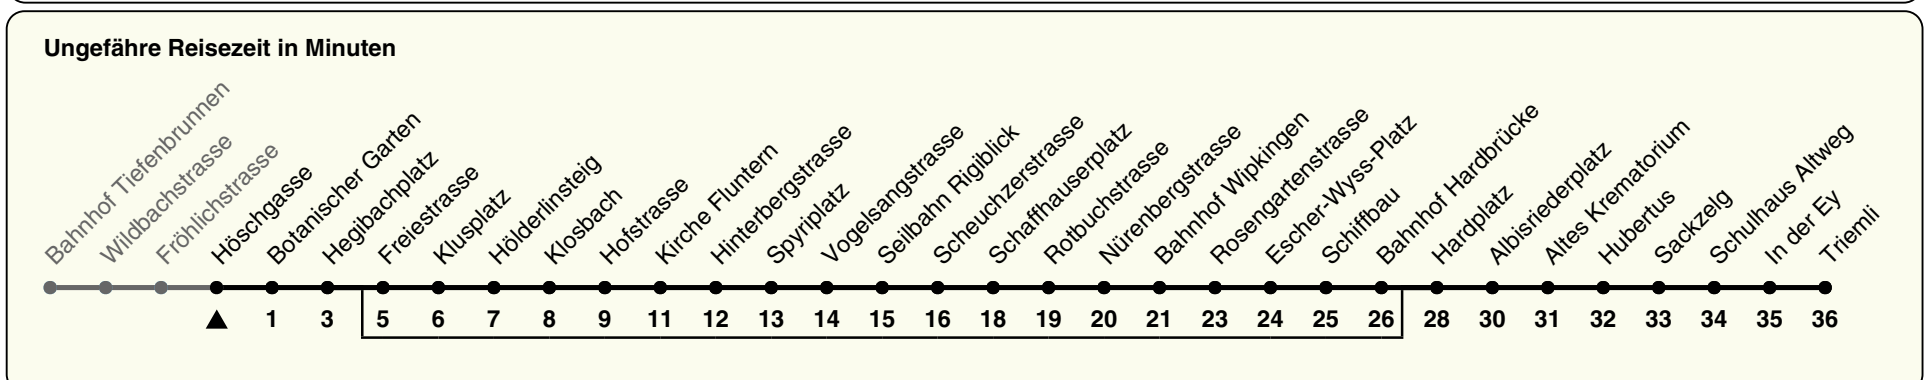 Ungefähre Reisezeit in Minuten
Bahnhof Tiefenbrunnen
Wildbachstrasse
Fröhlichstrasse
Höschgasse
Botanischer Garten
Hegibachplatz
Freiestrasse
Klusplatz
Hölderlinsteig
Klosbach
Hofstrasse
Kirche Fluntern
Hinterbergstrasse
Spyriplatz
Vogelsangstrasse
Seilbahn Rigiblick
Scheuchzerstrasse
Schaffhauserplatz
Rotbuchstrasse
Nürenbergstrasse
Bahnhof Wipkingen
Rosengartenstrasse
Escher-Wyss-Platz
Schiffbau
Bahnhof Hardbrücke
Hardplatz
Albisriederplatz
Altes Krematorium
Hubertus
Sackzelg
Schulhaus Altweg
In der Ey
Triemli
1 3 5 6 7 8 9 11 12 13 14 15 16 18 19 20 21 23 24 25 26 28 30 31 32 33 34 35 36